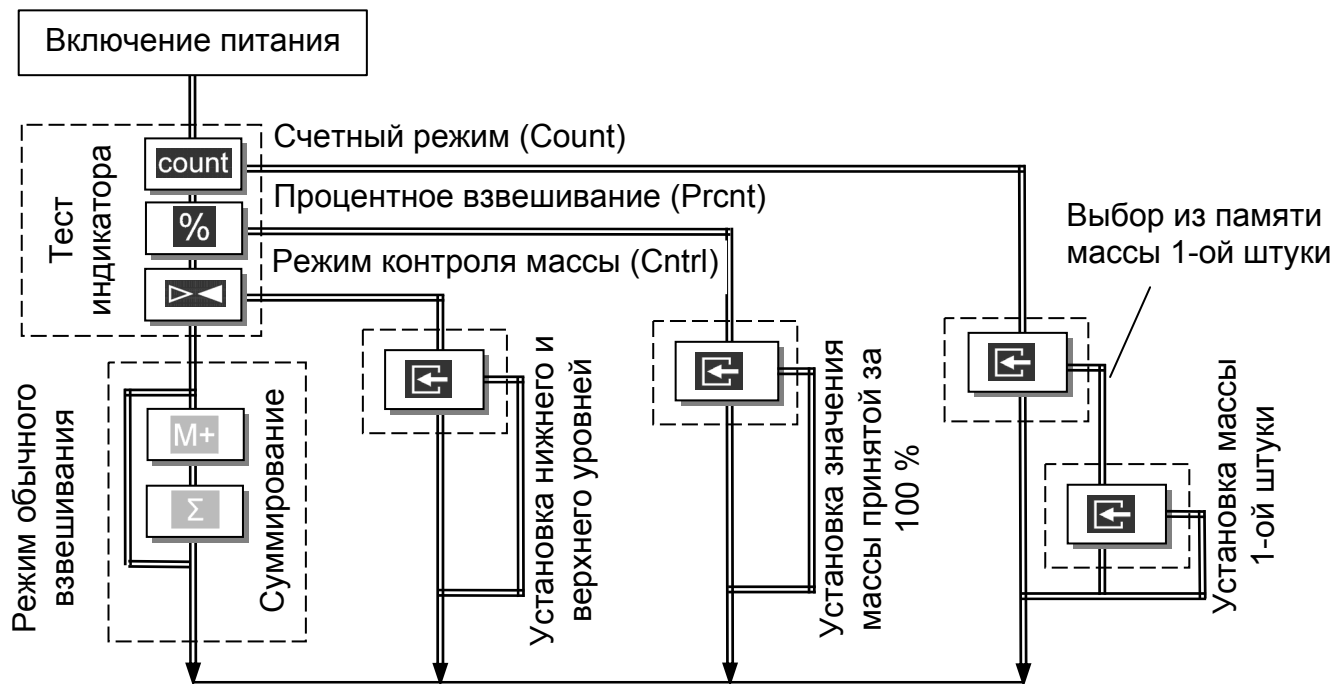 Включение питания
Тест
индикатора
count
%
Счетный режим (Count)
Процентное взвешивание (Prcnt)
Режим контроля массы (Cntrl)
Выбор из памяти
массы 1-ой штуки
Режим обычного
взвешивания
M+
Σ
Суммирование
Установка нижнего и
верхнего уровней
Установка значения
массы принятой за
100 %
Установка массы
1-ой штуки